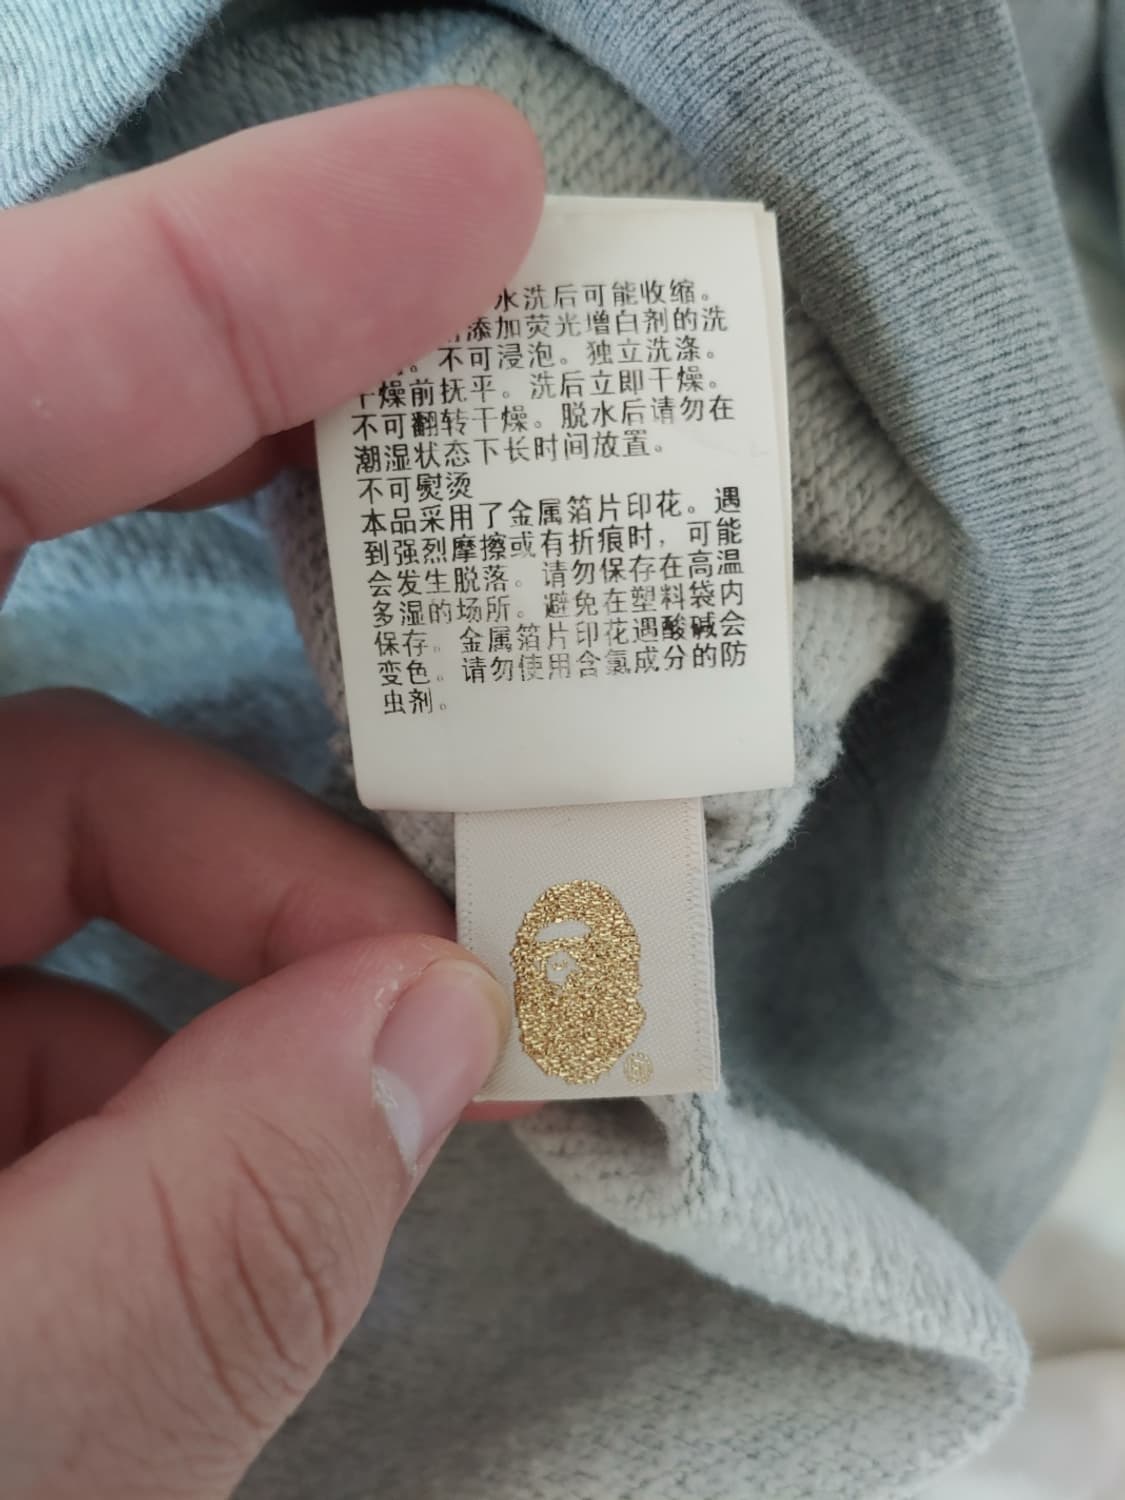 水洗后可能收缩。
添加荧光增白剂的洗
。不可浸泡。独立洗涤。
干燥前抚平。洗后立即干燥。
不可翻转干燥。脱水后请勿在
潮湿状态下长时间放置。
不可熨烫
本品采用了金属箔片印花。遇
到强烈摩擦或有折痕时，可能
会发生脱落。请勿保存在高温
多湿的场所。避免在塑料袋内
保存。金属箔片印花遇酸碱会
变色。请勿使用含氯成分的防
虫剂。
®